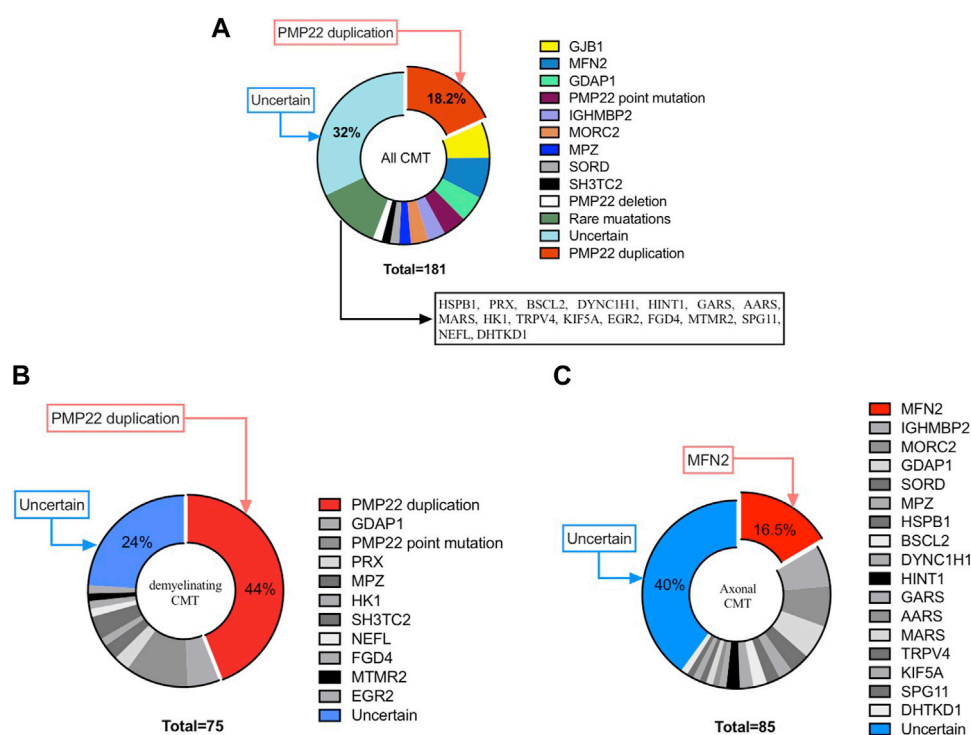 A
PMP22 duplication
Uncertain
18.2%
32%
All CMT
Total=181
GJB1
MFN2
GDAP1
PMP22 point mutation
IGHMBP2
MORC2
MPZ
SORD
SH3TC2
PMP22 deletion
Rare muatations
Uncertain
PMP22 duplication
HSPB1, PRX, BSCL2, DYNC1H1, HINT1, GARS, AARS,
MARS, HK1, TRPV4, KIF5A, EGR2, FGD4, MTMR2, SPG11,
NEFL, DHTKD1
B
PMP22 duplication
Uncertain
24%
44%
demyelinating
CMT
Total=75
PMP22 duplication
GDAP1
PMP22 point mutation
PRX
MPZ
HK1
SH3TC2
NEFL
FGD4
MTMR2
EGR2
Uncertain
C
MFN2
Uncertain
16.5%
40%
Axonal
CMT
Total=85
MFN2
IGHMBP2
MORC2
GDAP1
SORD
MPZ
HSPB1
BSCL2
DYNC1H1
HINT1
GARS
AARS
MARS
TRPV4
KIF5A
SPG11
DHTKD1
Uncertain